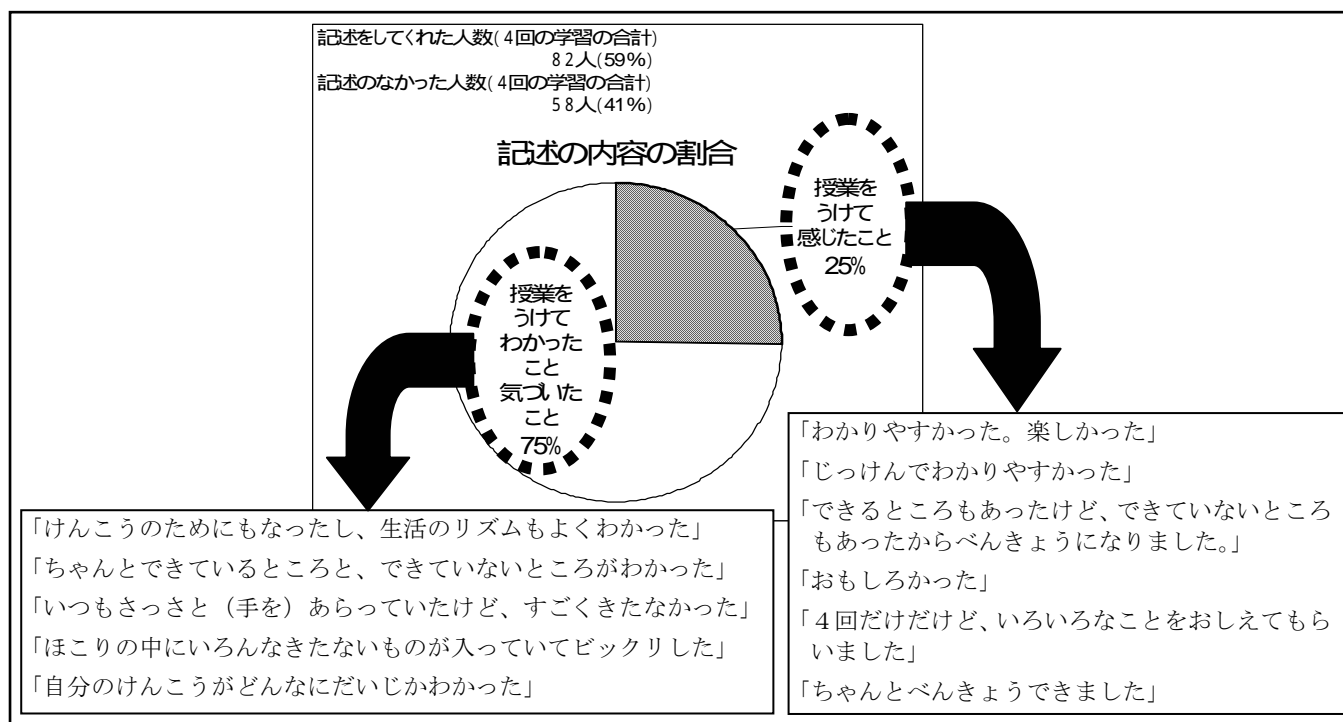 記述をしてくれた人数(4回の学習の合計)
82人(59%)
記述のなかった人数(4回の学習の合計)
58人(41%)
記述の内容の割合
授業を
うけて
感じたこと
25%
授業を
うけて
わかった
こと
気づいた
こと
75%
「わかりやすかった。楽しかった」
「じっけんでわかりやすかった」
「できるところもあったけど、できていないところ
もあったからべんきょうになりました。」
「おもしろかった」
「４回だけだけど、いろいろなことをおしえてもら
いました」
「ちゃんとべんきょうできました」
「けんこうのためにもなったし、生活のリズムもよくわかった」
「ちゃんとできているところと、できていないところがわかった」
「いつもさっさと（手を）あらっていたけど、すごくきたなかった」
「ほこりの中にいろんなきたないものが入っていてビックリした」
「自分のけんこうがどんなにだいじかわかった」